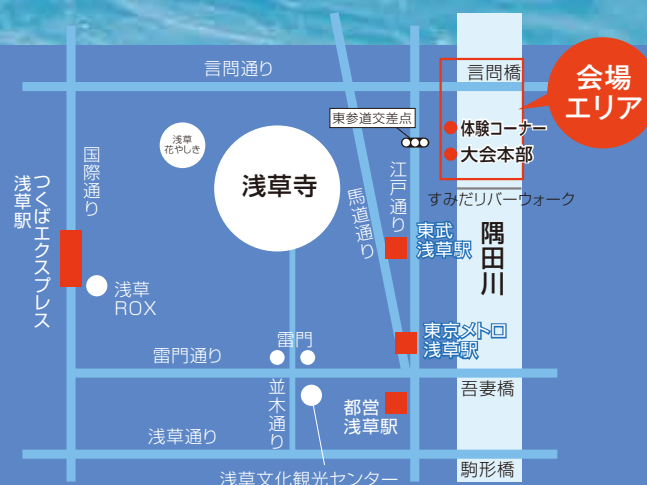 言問通り
言問橋
会場
エリア
東参道交差点
体験コーナー
大会本部
浅草
花やしき
国際通り
浅草寺
馬道通り
江戸通り
つくばエクスプレス
浅草駅
すみだリバーウォーク
東武
浅草駅
隅田川
浅草
ROX
雷門
東京メトロ
浅草駅
雷門通り
吾妻橋
並木通り
都営
浅草駅
浅草通り
駒形橋
浅草文化観光センター